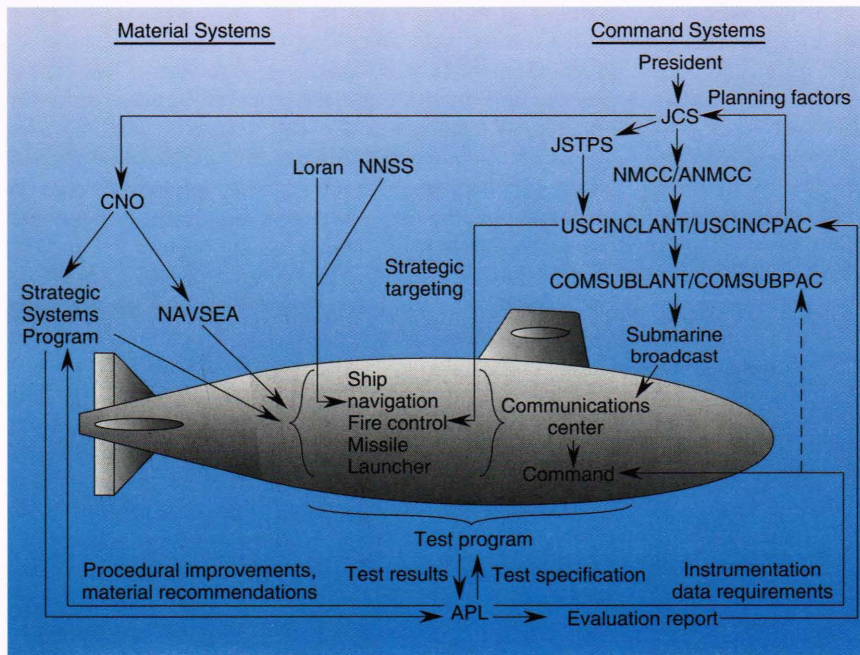 Material Systems
Command Systems
President
Planning factors
JCS
JSTPS
Loran NNSS
NMCC/ANMCC
CNO
USCINCLANT/USCINCPAC
Strategic
targeting
COMSUBLANT/COMSUBPAC
Strategic
Systems
Program
NAVSEA
Submarine
broadcast
Ship
navigation
Fire control
Missile
Launcher
Communications
center
Command
Test program
Procedural improvements,
material recommendations
Test results
Test specification
Instrumentation
data requirements
APL
Evaluation report